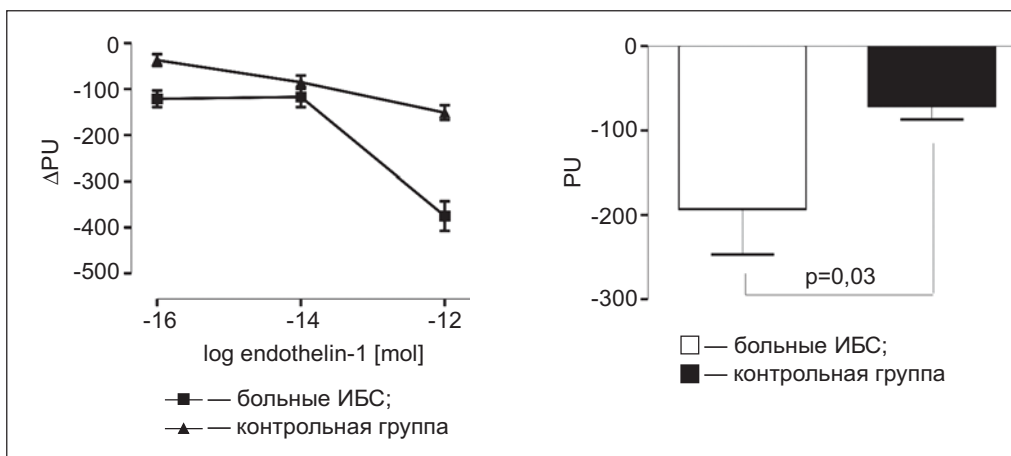 0
-100
-200
-300
-400
-500
ΔPU
-16 -14 -12
log endothelin-1 [mol]
— больные ИБС;
— контрольная группа
0
-100
-200
-300
PU
p=0,03
— больные ИБС;
— контрольная группа